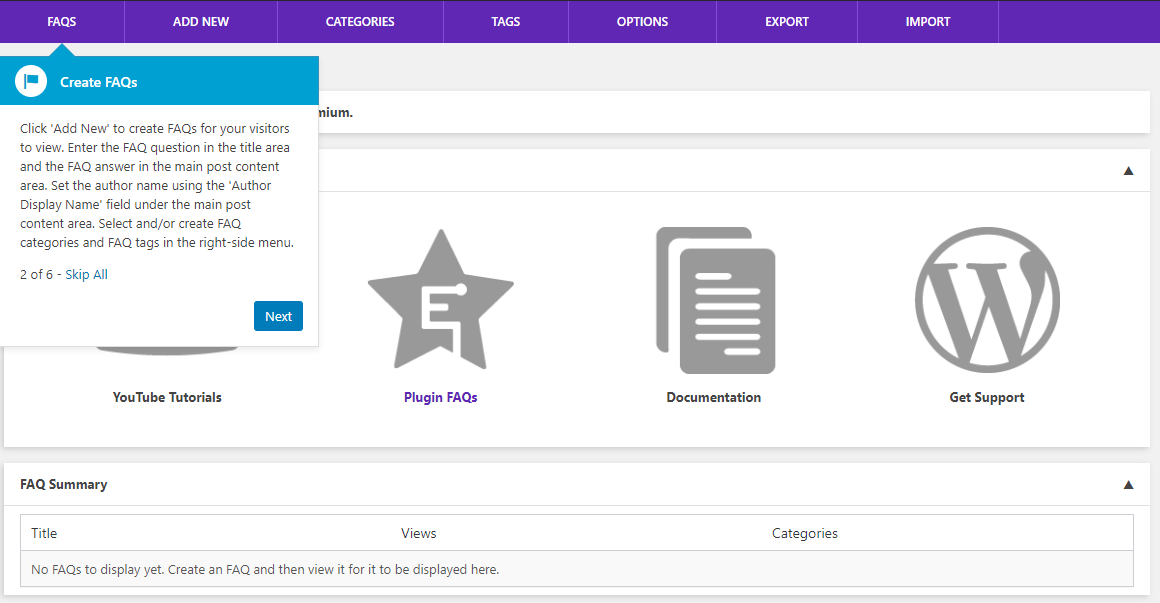 FAQS ADD NEW CATEGORIES TAGS OPTIONS EXPORT IMPORT
Create FAQs
mium.
Click 'Add New' to create FAQs for your visitors
to view. Enter the FAQ question in the title area
and the FAQ answer in the main post content
area. Set the author name using the 'Author
Display Name' field under the main post
content area. Select and/or create FAQ
categories and FAQ tags in the right-side menu.
2 of 6 - Skip All
Next
YouTube Tutorials Plugin FAQs Documentation Get Support
FAQ Summary
Title Views Categories
No FAQs to display yet. Create an FAQ and then view it for it to be displayed here.